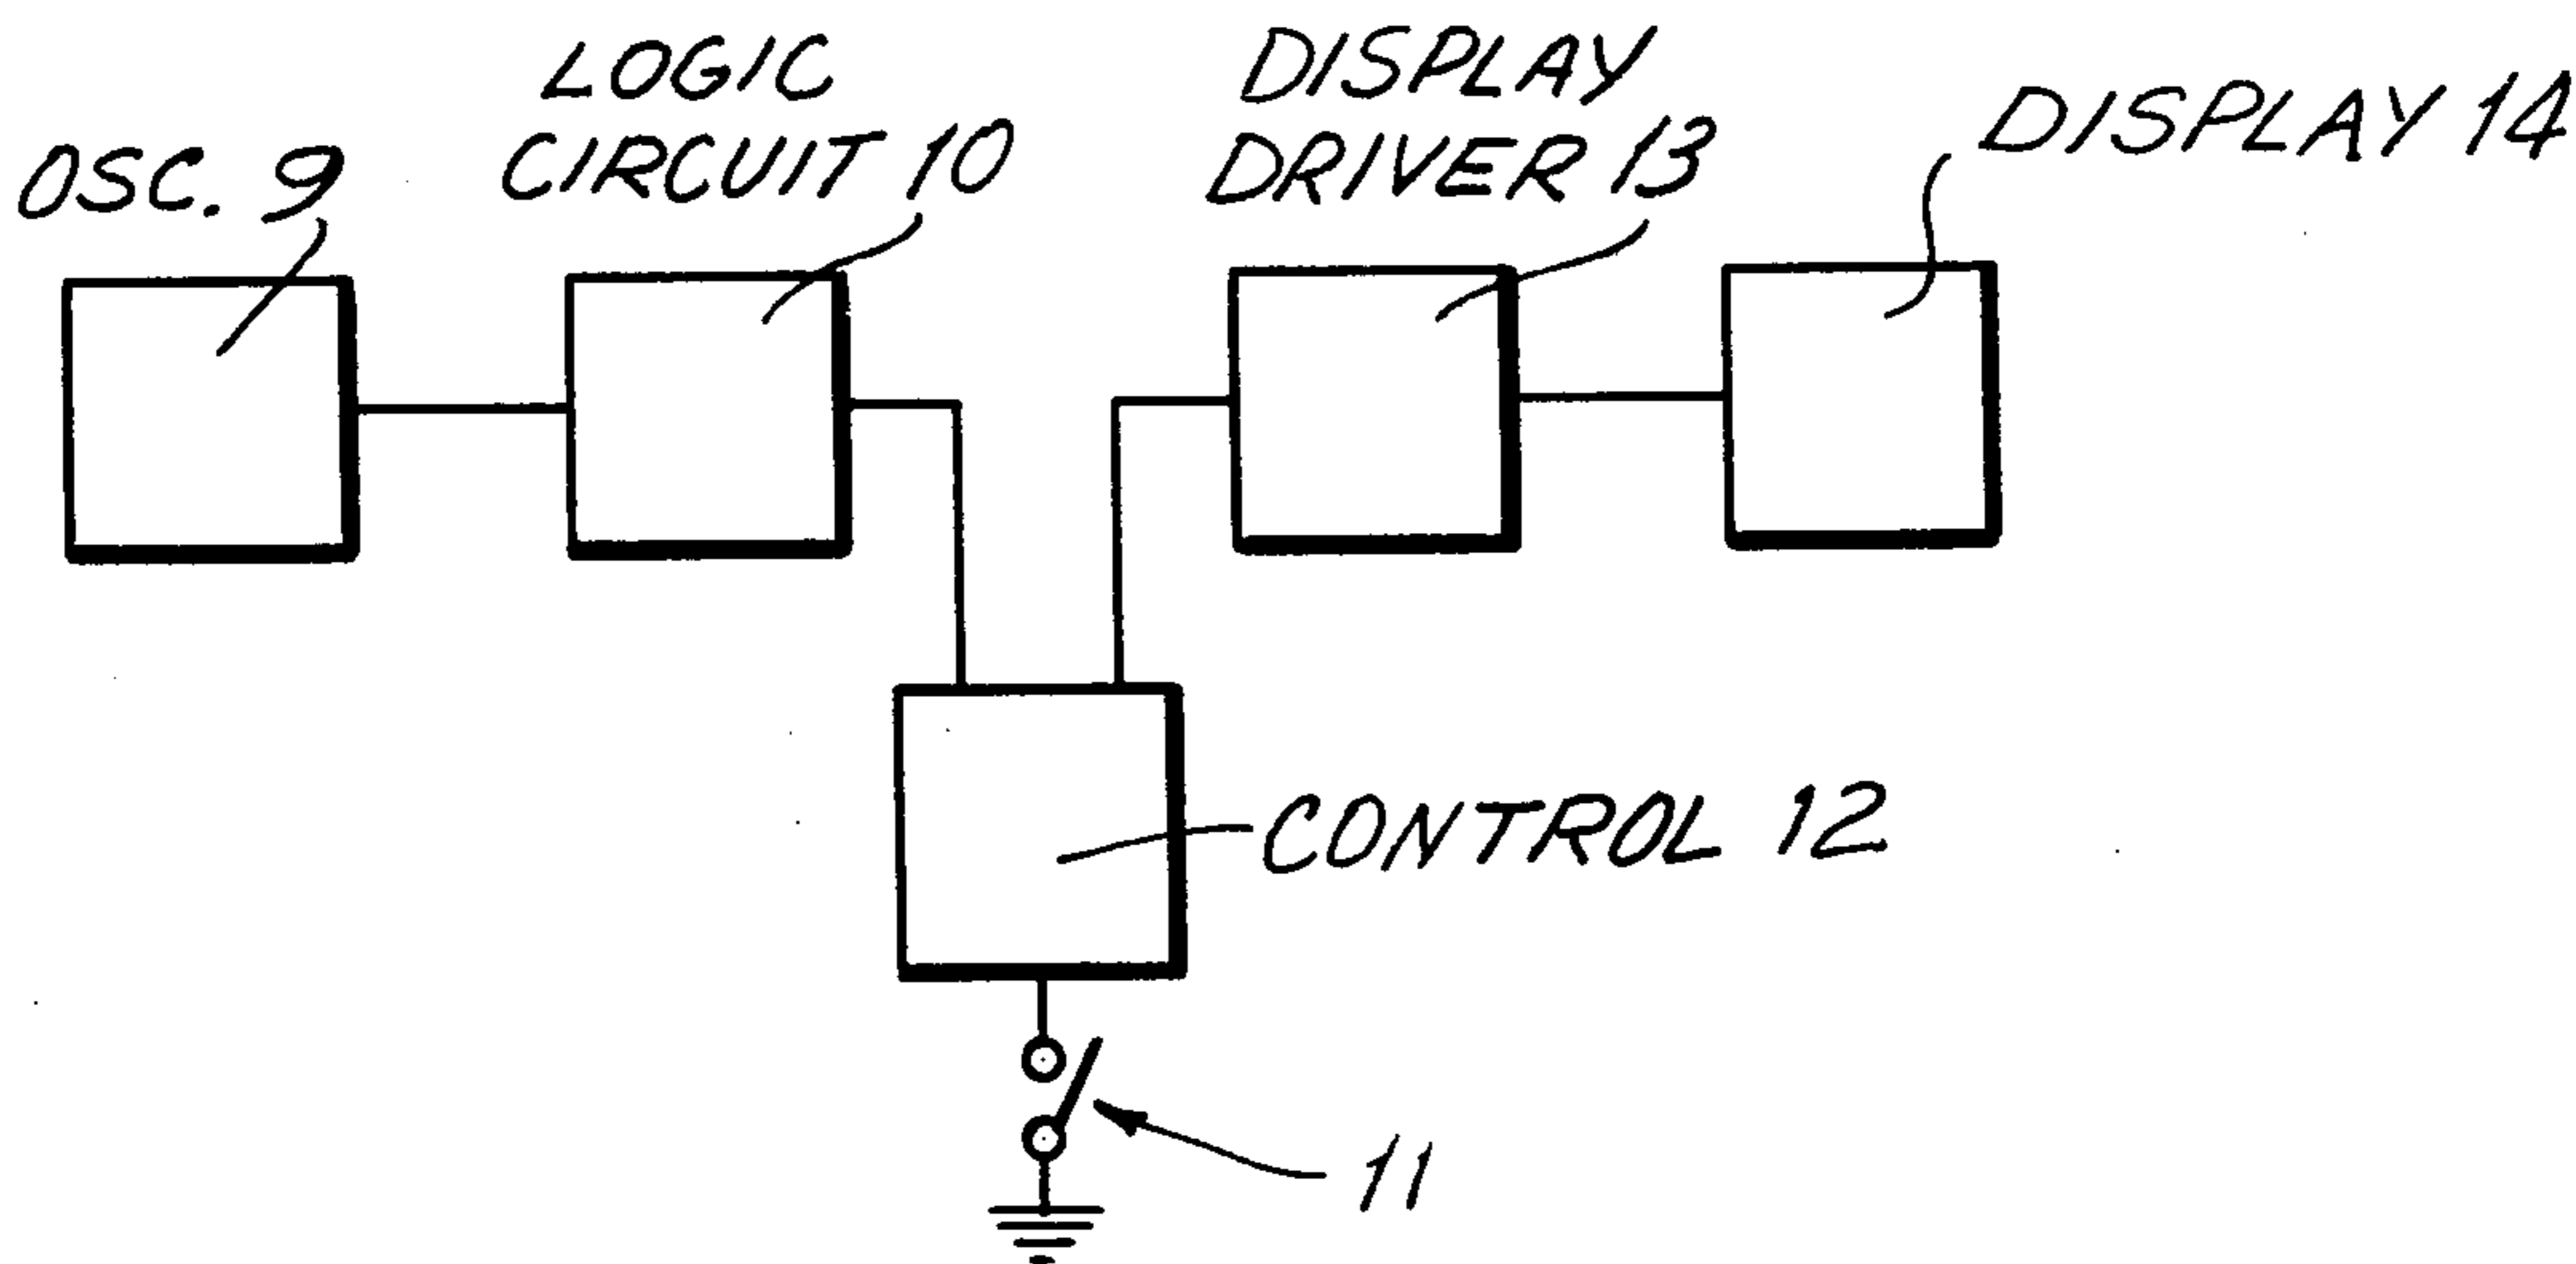 OSC. 9
LOGIC
CIRCUIT 10
DISPLAY
DRIVER 13
DISPLAY 14
CONTROL 12
11